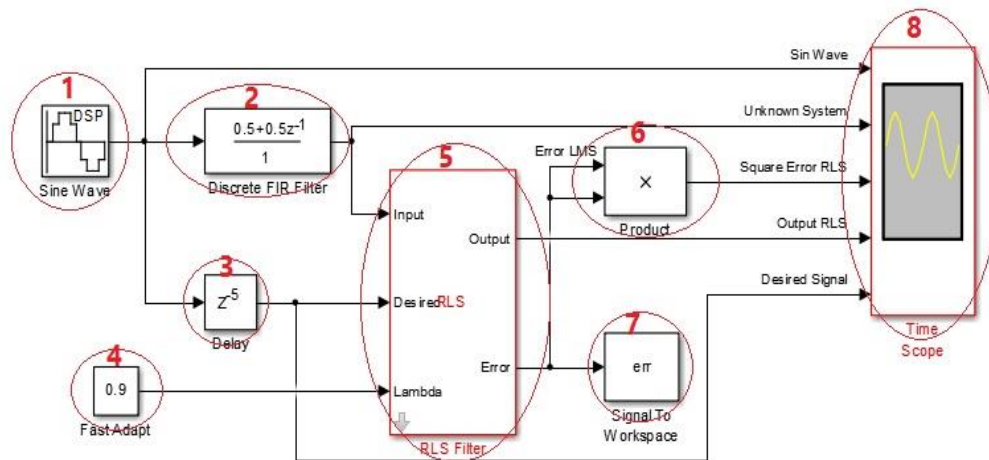 8
Sin Wave
1
DSP
Sine Wave
2
0.5+0.5z-1
1
Discrete FIR Filter
Unknown System
Error LMS
6
×
Product
Square Error RLS
5
Input
Output
Output RLS
3
Z-5
Delay
Desired
RLS
Desired Signal
Time
Scope
4
0.9
Fast Adapt
Lambda
Error
RLS Filter
7
err
Signal To
Workspace